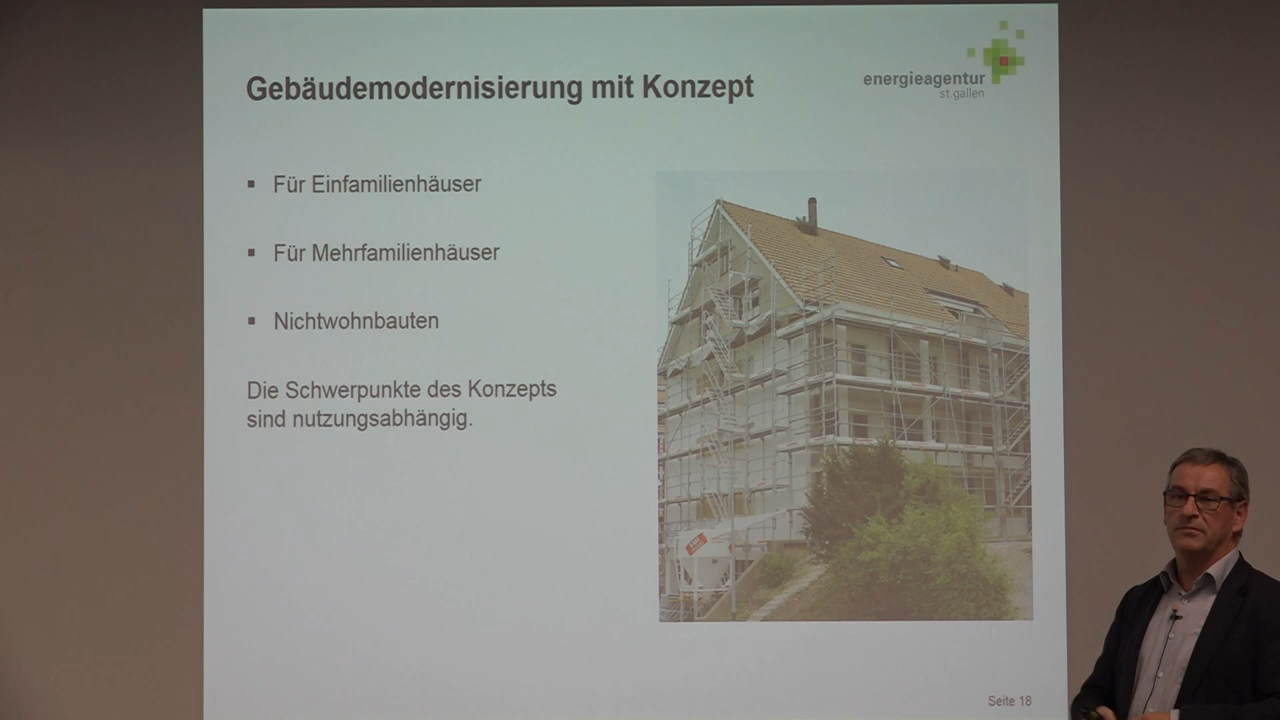 Gebäudemodernisierung mit Konzept
energieagentur
st.gallen
▪ Für Einfamilienhäuser
▪ Für Mehrfamilienhäuser
▪ Nichtwohnbauten
Die Schwerpunkte des Konzepts
sind nutzungsabhängig.
Seite 18